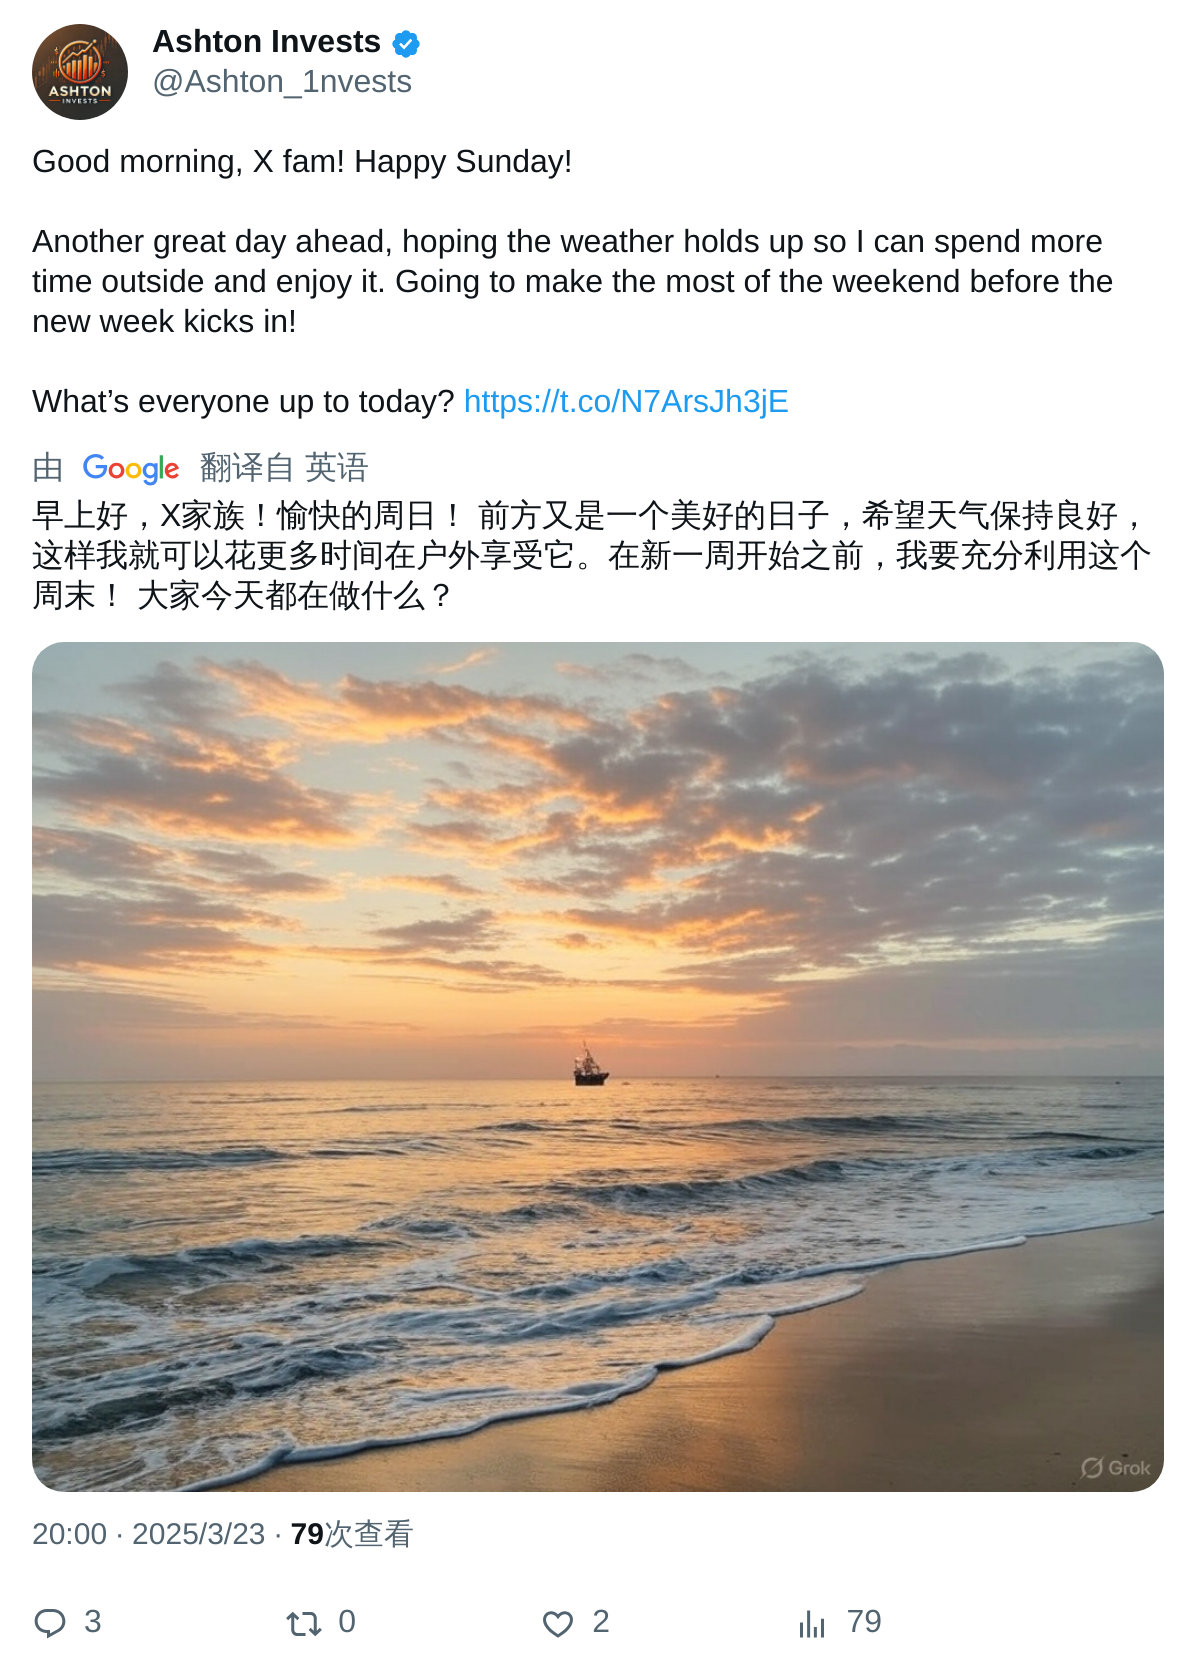 Ashton Invests
@Ashton_1nvests
ASHTON
INVESTS
Good morning, X fam! Happy Sunday!
Another great day ahead, hoping the weather holds up so I can spend more
time outside and enjoy it. Going to make the most of the weekend before the
new week kicks in!
What’s everyone up to today? https://t.co/N7ArsJh3jE
由 Google 翻译自 英语
早上好，X家族！愉快的周日！ 前方又是一个美好的日子，希望天气保持良好，
这样我就可以花更多时间在户外享受它。在新一周开始之前，我要充分利用这个
周末！ 大家今天都在做什么？
Grok
20:00 · 2025/3/23 · 79次查看
3 0 2 79